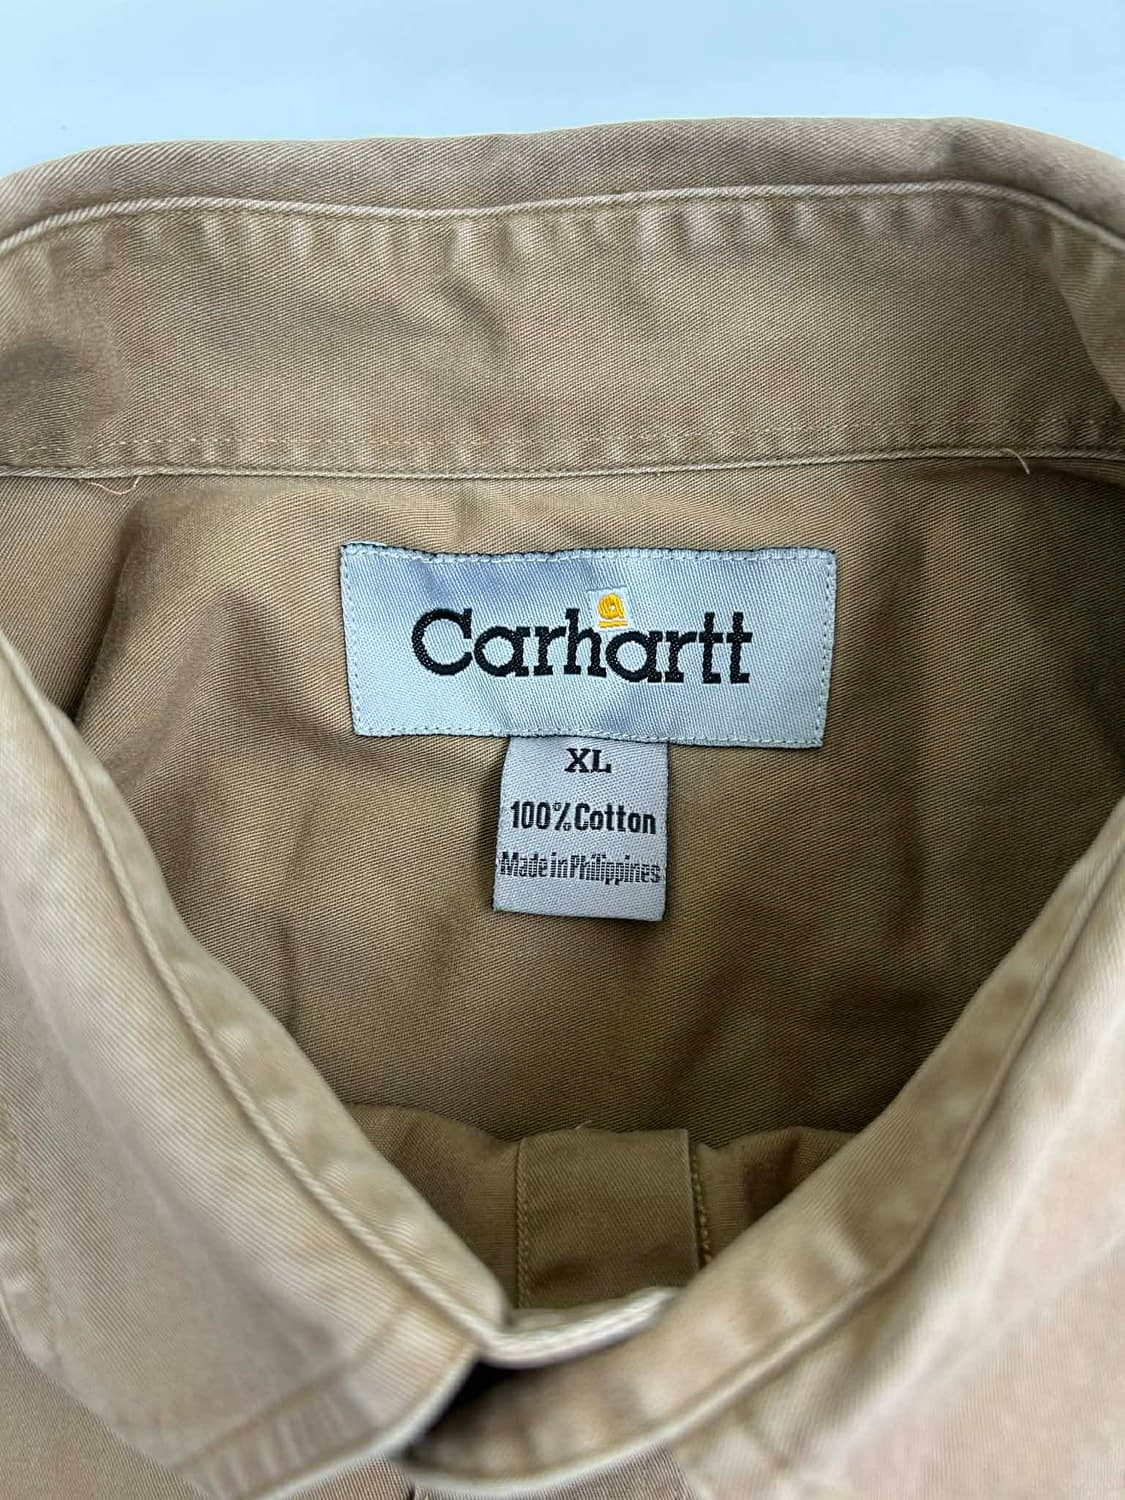 Carhartt
XL
100% Cotton
Made in Philippines